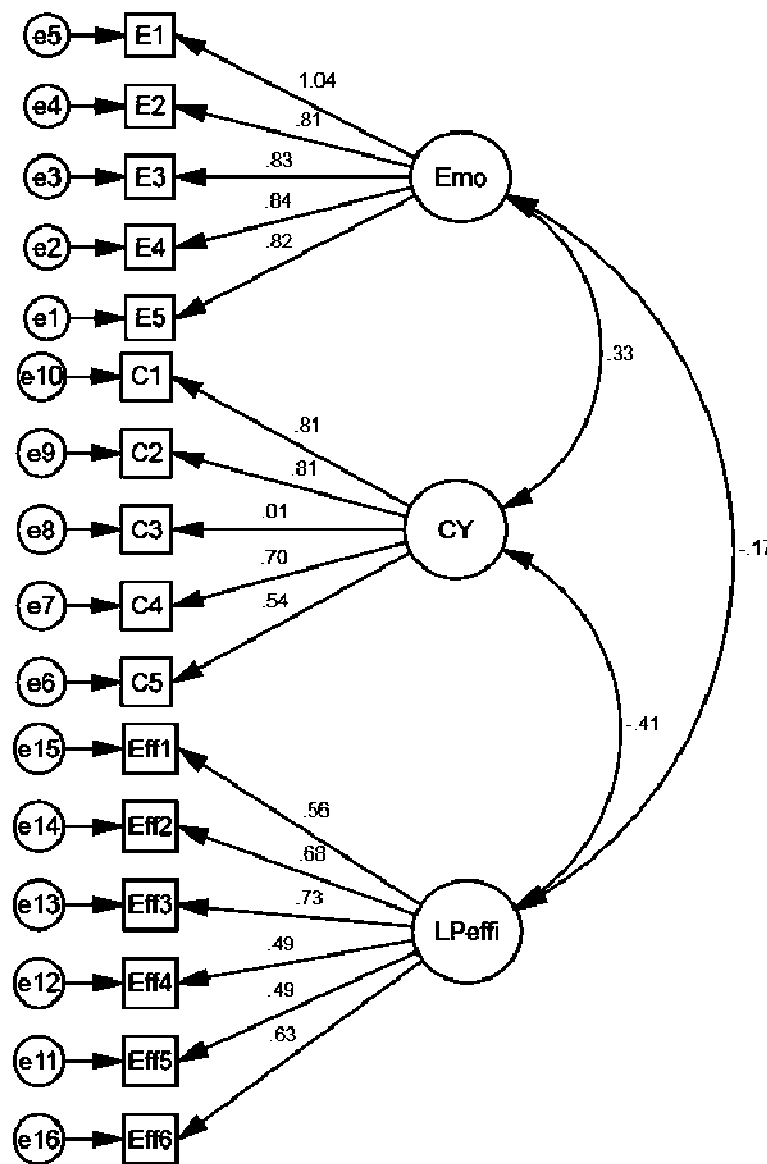 e5 E1
1.04
e4 E2
.81
e3 E3
.83
Emo
e2 E4
.84
.82
e1 E5
.33
e10 C1
.81
e9 C2
.81
e8 C3
.01
CY
-.17
e7 C4
.70
.54
e6 C5
-.41
e15 Eff1
.56
e14 Eff2
.68
e13 Eff3
.73
LPeffi
e12 Eff4
.49
.49
e11 Eff5
.63
e16 Eff6